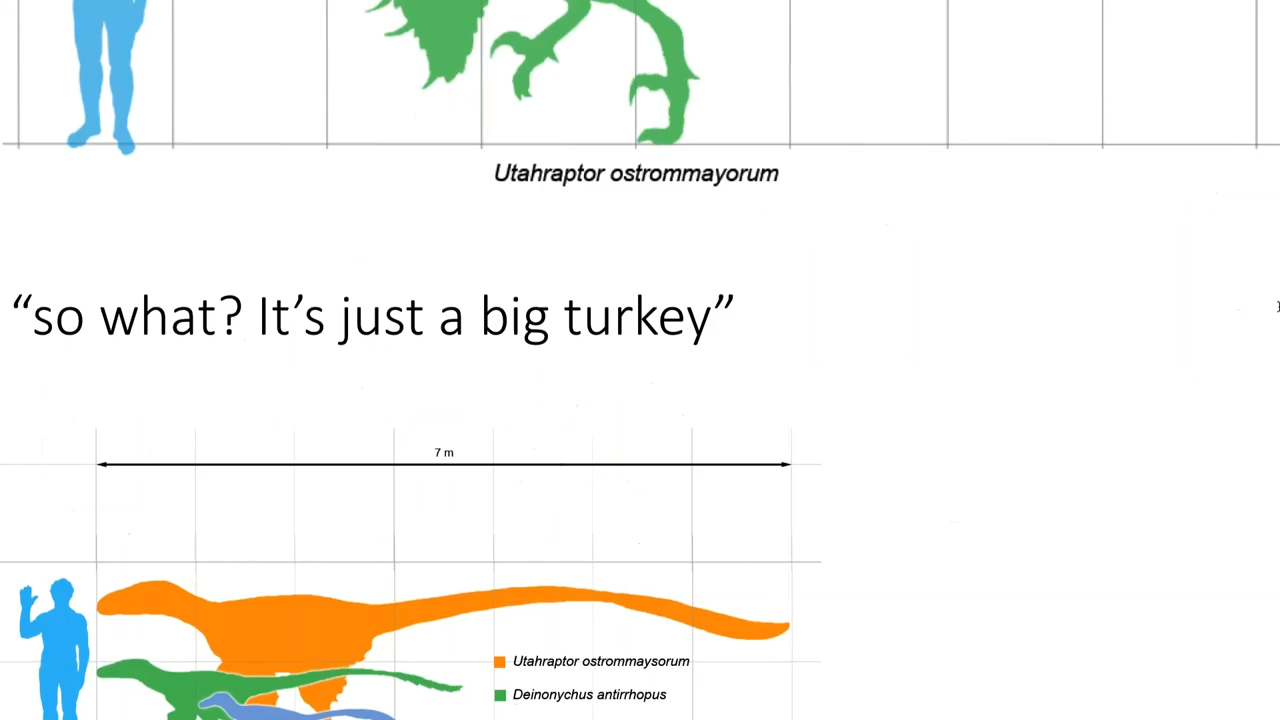 Utahraptor ostrommayorum
“so what? It’s just a big turkey”
7 m
Utahraptor ostrommaysorum
Deinonychus antirrhopus